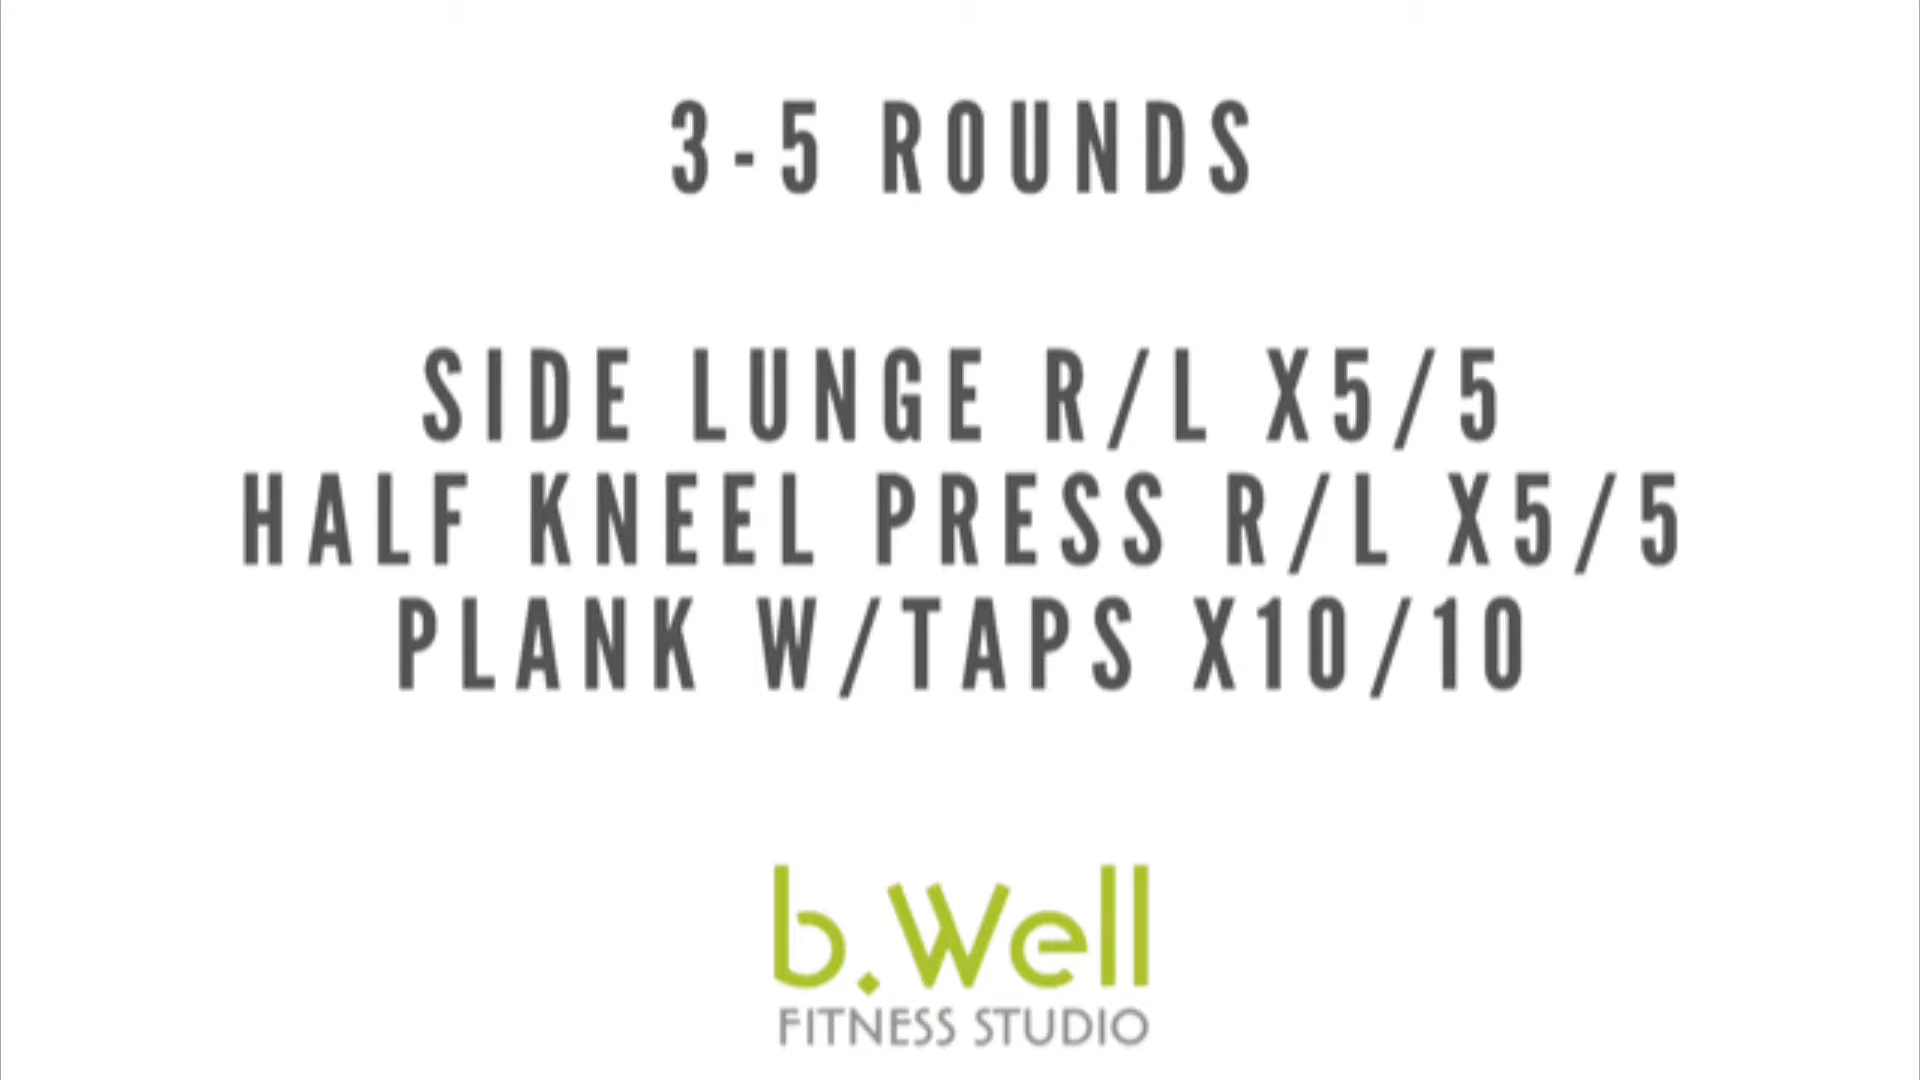 3-5 ROUNDS
SIDE LUNGE R/L X5/5
HALF KNEEL PRESS R/L X5/5
PLANK W/TAPS X10/10
b.Well
FITNESS STUDIO